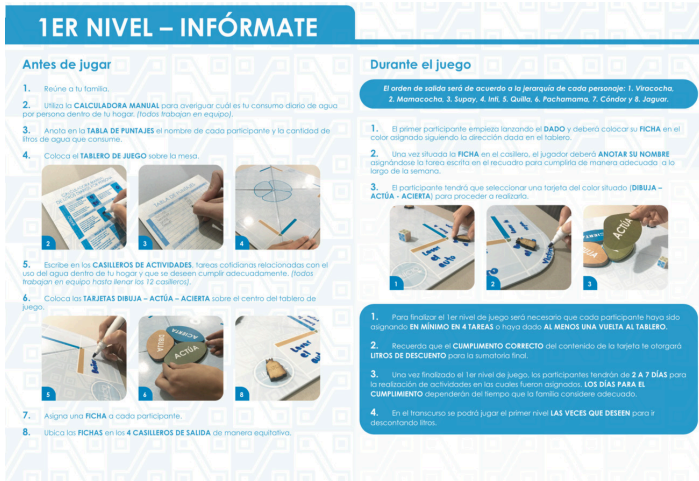 1ER NIVEL – INFÓRMATE
Antes de jugar
1. Reúne a tu familia.
2. Utiliza la CALCULADORA MANUAL para averiguar cuál es tu consumo diario de agua
por persona dentro de tu hogar. (todos trabajan en equipo).
3. Anota en la TABLA DE PUNTAJES el nombre de cada participante y la cantidad de
litros de agua que consume.
4. Coloca el TABLERO DE JUEGO sobre la mesa.
2
3
4
5. Escribe en los CASILLEROS DE ACTIVIDADES, tareas cotidianas relacionadas con el
uso del agua dentro de tu hogar y que se deseen cumplir adecuadamente. (todos
trabajan en equipo hasta llenar los 12 casilleros).
6. Coloca las TARJETAS DIBUJA – ACTÚA – ACIERTA sobre el centro del tablero de
juego.
DIBUJA
ACIERTA
ACTÚA
5
6
8
7. Asigna una FICHA a cada participante.
8. Ubica las FICHAS en los 4 CASILLEROS DE SALIDA de manera equitativa.
Durante el juego
El orden de salida será de acuerdo a la jerarquía de cada personaje: 1. Viracocha,
2. Mamacocha, 3. Supay, 4. Inti, 5. Quilla, 6. Pachamama, 7. Cóndor y 8. Jaguar.
1. El primer participante empieza lanzando el DADO y deberá colocar su FICHA en el
color asignado siguiendo la dirección dada en el tablero.
2. Una vez situada la FICHA en el casillero, el jugador deberá ANOTAR SU NOMBRE
asignándose la tarea escrita en el recuadro para cumplirla de manera adecuada a lo
largo de la semana.
3. El participante tendrá que seleccionar una tarjeta del color situado (DIBUJA –
ACTÚA - ACIERTA) para proceder a realizarla.
Lavar el
auto
ACTÚA
1
2
3
1. Para finalizar el 1er nivel de juego será necesario que cada participante haya sido
asignando EN MÍNIMO EN 4 TAREAS o haya dado AL MENOS UNA VUELTA AL TABLERO.
2. Recuerda que el CUMPLIMIENTO CORRECTO del contenido de la tarjeta te otorgará
LITROS DE DESCUENTO para la sumatoria final.
3. Una vez finalizado el 1er nivel de juego, los participantes tendrán de 2 A 7 DÍAS para
la realización de actividades en las cuales fueron asignados. LOS DÍAS PARA EL
CUMPLIMIENTO dependerán del tiempo que la familia considere adecuado.
4. En el transcurso se podrá jugar el primer nivel LAS VECES QUE DESEEN para ir
descontando litros.